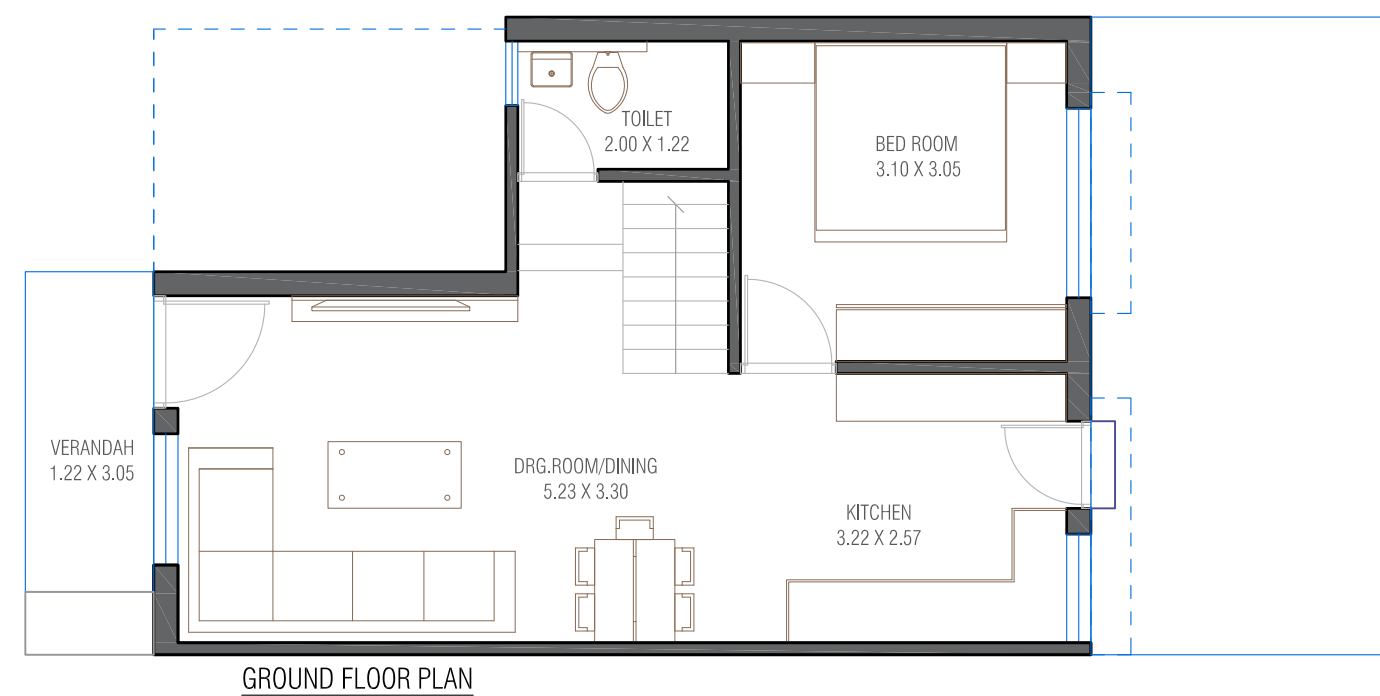 TOILET
2.00 X 1.22
BED ROOM
3.10 X 3.05
VERANDAH
1.22 X 3.05
DRG.ROOM/DINING
5.23 X 3.30
KITCHEN
3.22 X 2.57
GROUND FLOOR PLAN